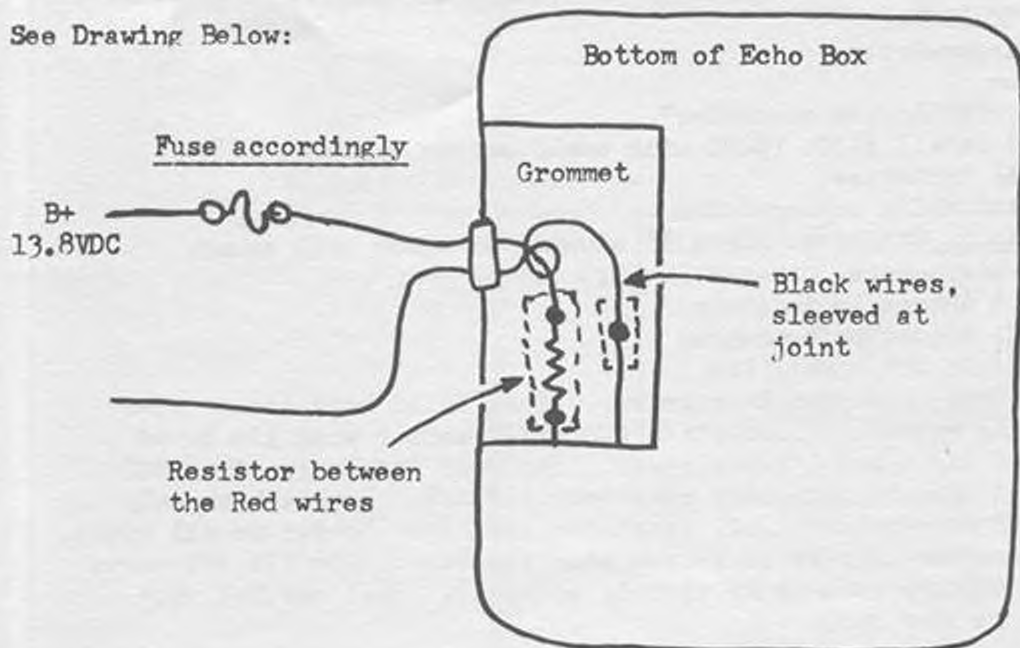 See Drawing Below:
Bottom of Echo Box
Fuse accordingly
Grommet
B+
13.8VDC
Black wires,
sleeved at
joint
Resistor between
the Red wires